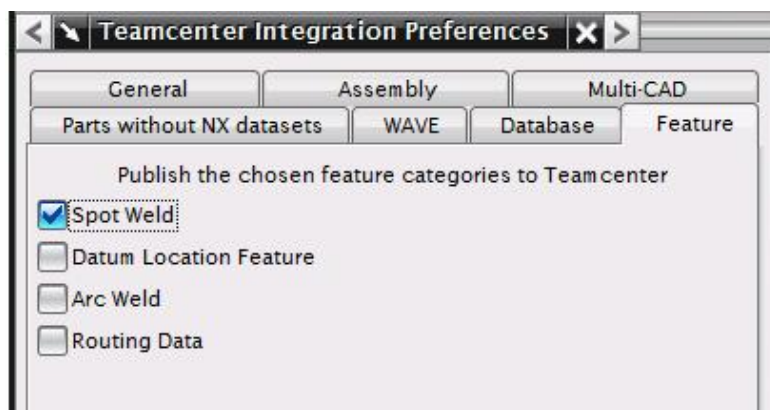 Teamcenter Integration Preferences
General Assembly Multi-CAD
Parts without NX datasets WAVE Database Feature
Publish the chosen feature categories to Teamcenter
Spot Weld
Datum Location Feature
Arc Weld
Routing Data